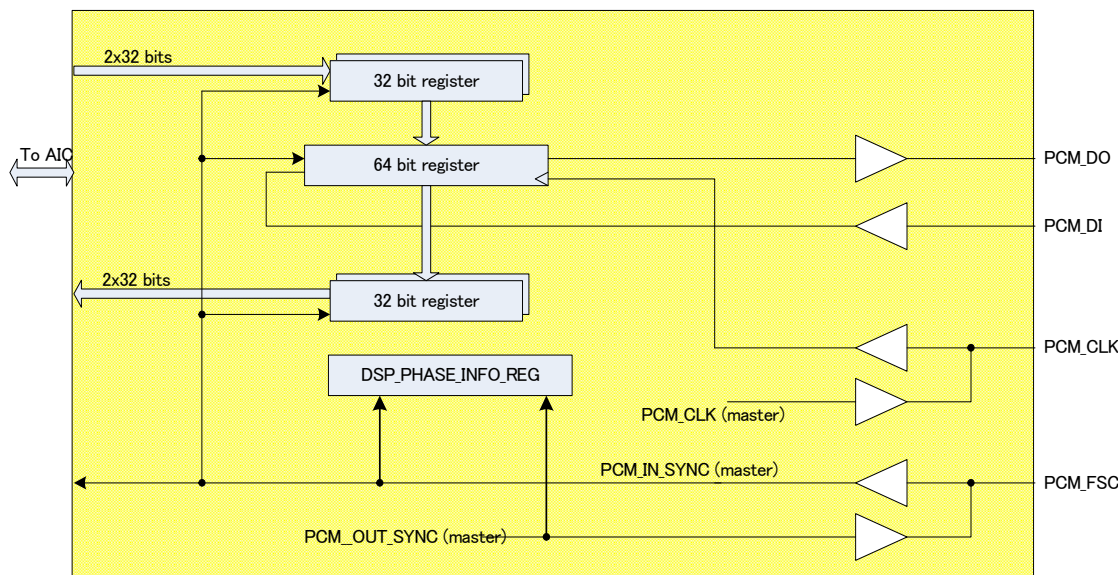 2x32 bits
32 bit register
To AIC
64 bit register
PCM_DO
PCM_DI
2x32 bits
32 bit register
PCM_CLK
DSP_PHASE_INFO_REG
PCM_CLK (master)
PCM_IN_SYNC (master)
PCM_FSC
PCM__OUT_SYNC (master)